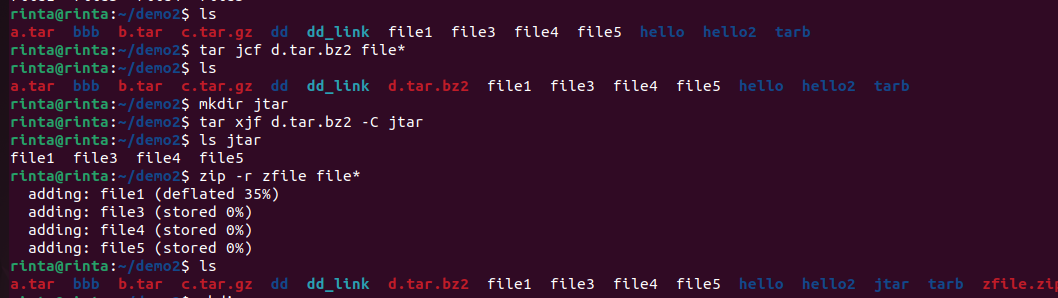 rinta@rinta:~/demo2$ ls
a.tar  bbb  b.tar  c.tar.gz  dd  dd_link  file1  file3  file4  file5  hello  hello2  tarb
rinta@rinta:~/demo2$ tar jcf d.tar.bz2 file*
rinta@rinta:~/demo2$ ls
a.tar  bbb  b.tar  c.tar.gz  dd  dd_link  d.tar.bz2  file1  file3  file4  file5  hello  hello2  tarb
rinta@rinta:~/demo2$ mkdir jtar
rinta@rinta:~/demo2$ tar xjf d.tar.bz2 -C jtar
rinta@rinta:~/demo2$ ls jtar
file1  file3  file4  file5
rinta@rinta:~/demo2$ zip -r zfile file*
  adding: file1 (deflated 35%)
  adding: file3 (stored 0%)
  adding: file4 (stored 0%)
  adding: file5 (stored 0%)
rinta@rinta:~/demo2$ ls
a.tar  bbb  b.tar  c.tar.gz  dd  dd_link  d.tar.bz2  file1  file3  file4  file5  hello  hello2  jtar  tarb  zfile.zip